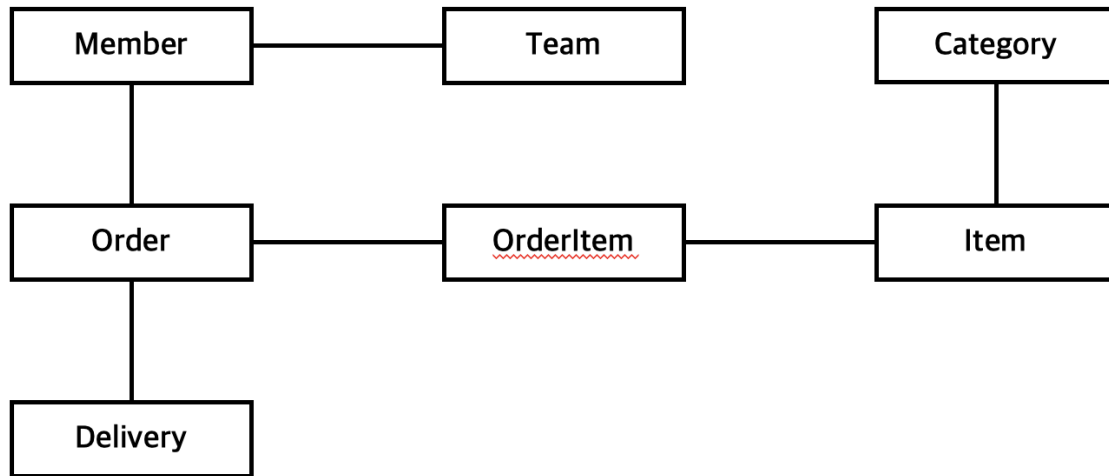 Member
Team
Category
Order
OrderItem
Item
Delivery